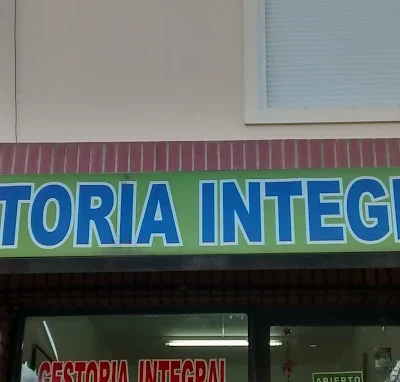 TORIA INTEG
GESTORIA INTEGRAL
ABIERTO